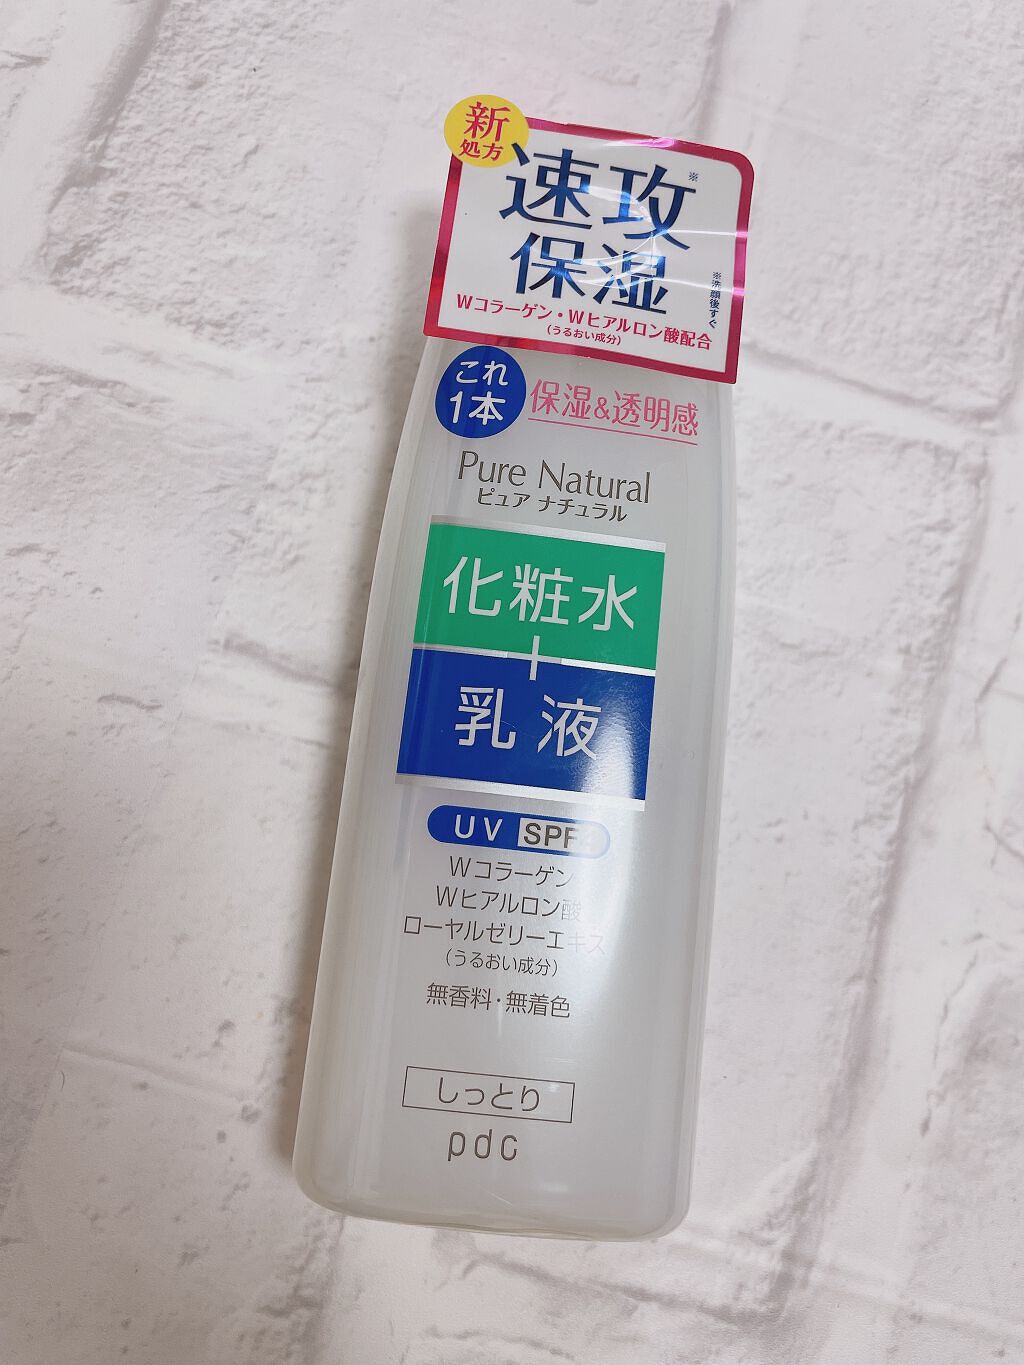 新
処方
速攻※
保湿
※洗顔後すぐ
Wコラーゲン・Wヒアルロン酸配合
(うるおい成分)
これ
1本
保湿&透明感
Pure Natural
ピュア ナチュラル
化粧水
+
乳液
UV SPF
Wコラーゲン
Wヒアルロン酸
ローヤルゼリーエキス
(うるおい成分)
無香料・無着色
しっとり
pdc